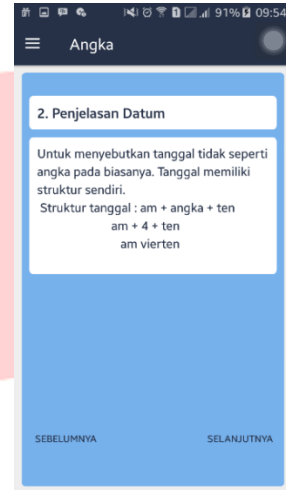 91% 09:54
Angka
2. Penjelasan Datum
Untuk menyebutkan tanggal tidak seperti
angka pada biasanya. Tanggal memiliki
struktur sendiri.
Struktur tanggal : am + angka + ten
am + 4 + ten
am vierten
SEBELUMNYA SELANJUTNYA